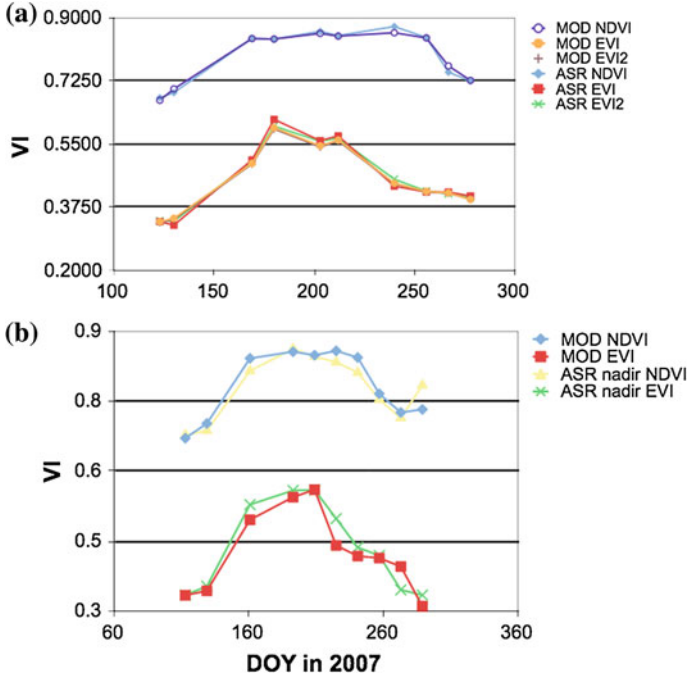 (a)
0.9000
0.7250
0.5500
0.3750
0.2000
VI
100
150
200
250
300
MOD NDVI
MOD EVI
MOD EVI2
ASR NDVI
ASR EVI
ASR EVI2
(b)
0.9
0.8
0.6
0.5
0.3
VI
60
160
260
360
DOY in 2007
MOD NDVI
MOD EVI
ASR nadir NDVI
ASR nadir EVI